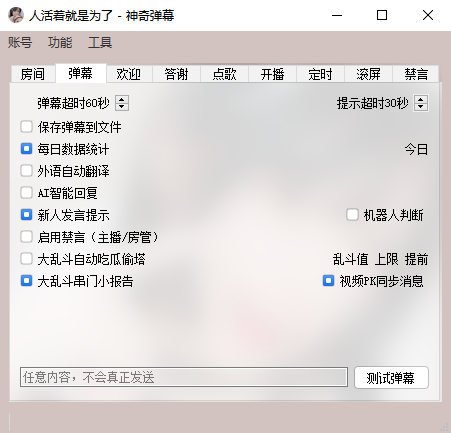 人活着就是为了 - 神奇弹幕
账号 功能 工具
房间 弹幕 欢迎 答谢 点歌 开播 定时 滚屏 禁言
弹幕超时60秒 提示超时30秒
保存弹幕到文件
每日数据统计 今日
外语自动翻译
AI智能回复
新人发言提示 机器人判断
启用禁言（主播/房管）
大乱斗自动吃瓜偷塔 乱斗值 上限 提前
大乱斗串门小报告 视频PK同步消息
任意内容，不会真正发送 测试弹幕